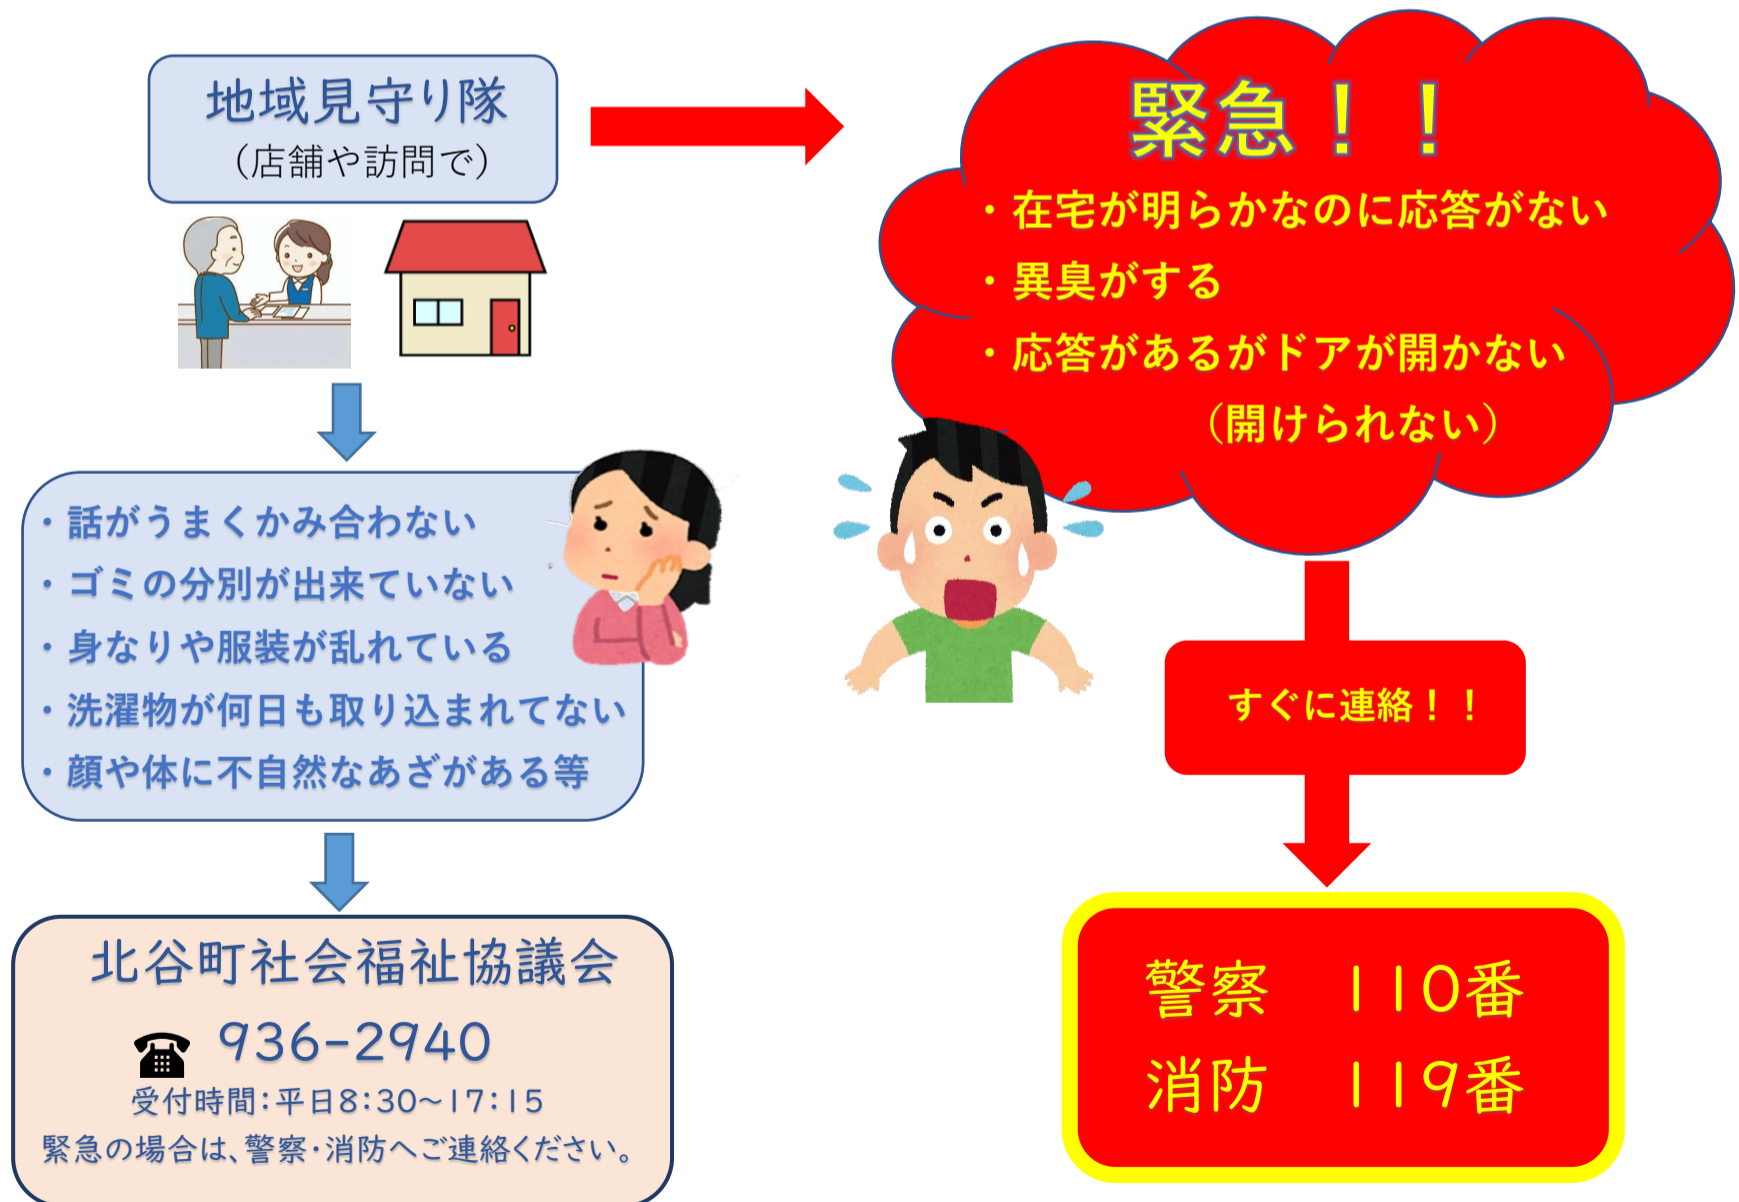 地域見守り隊
（店舗や訪問で）
・話がうまくかみ合わない
・ゴミの分別が出来ていない
・身なりや服装が乱れている
・洗濯物が何日も取り込まれてない
・顔や体に不自然なあざがある等
北谷町社会福祉協議会
☎ 936-2940
受付時間：平日8：30～17：15
緊急の場合は、警察・消防へご連絡ください。
緊急！！
・在宅が明らかなのに応答がない
・異臭がする
・応答があるがドアが開かない
（開けられない）
すぐに連絡！！
警察　110番
消防　119番